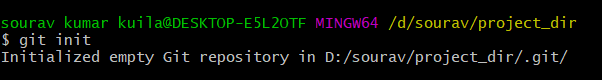 sourav kumar kuila@DESKTOP-E5L2OTF MINGW64 /d/sourav/project_dir
$ git init
Initialized empty Git repository in D:/sourav/project_dir/.git/